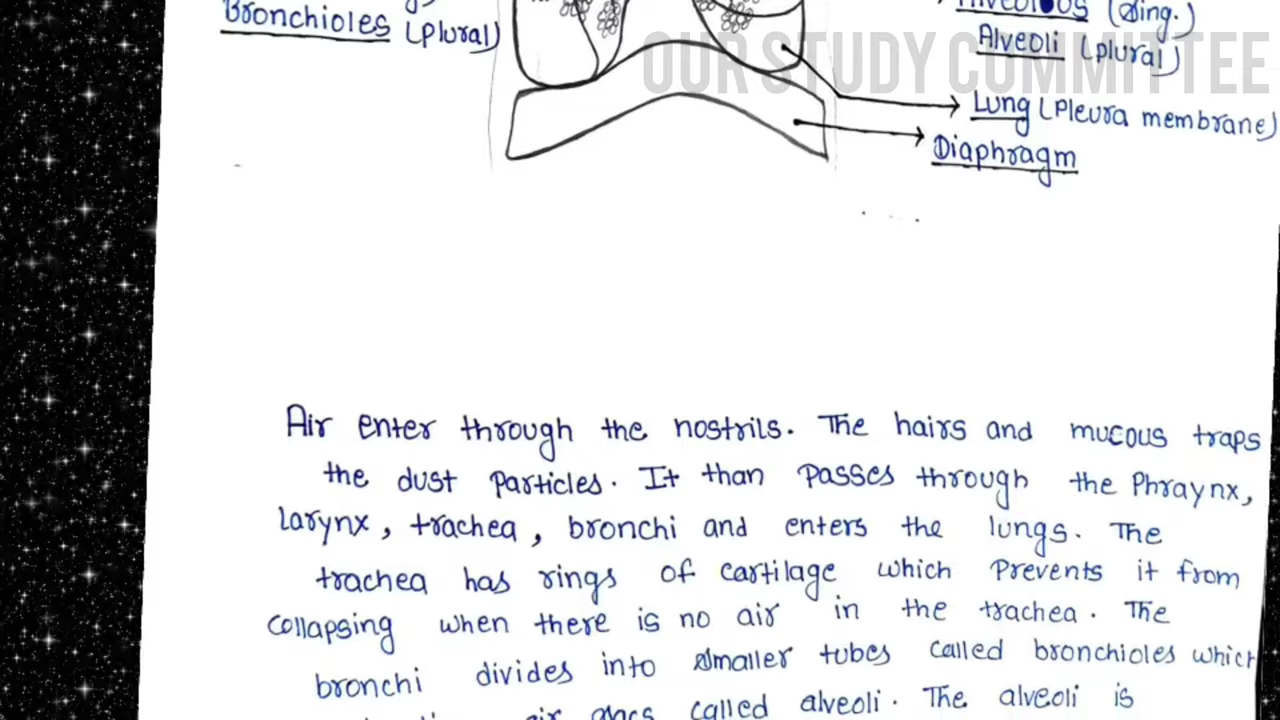 Bronchioles (plural)
(Sing.)
Alveoli (plural)
OUR STUDY COMMITTEE
Lung (Pleura membrane)
Diaphragm
Air enter through the nostrils. The hairs and mucous traps
the dust particles. It than passes through the Phraynx,
larynx, trachea, bronchi and enters the lungs. The
trachea has rings of cartilage which prevents it from
collapsing when there is no air in the trachea. The
bronchi divides into smaller tubes called bronchioles which
air called alveoli. The alveoli is